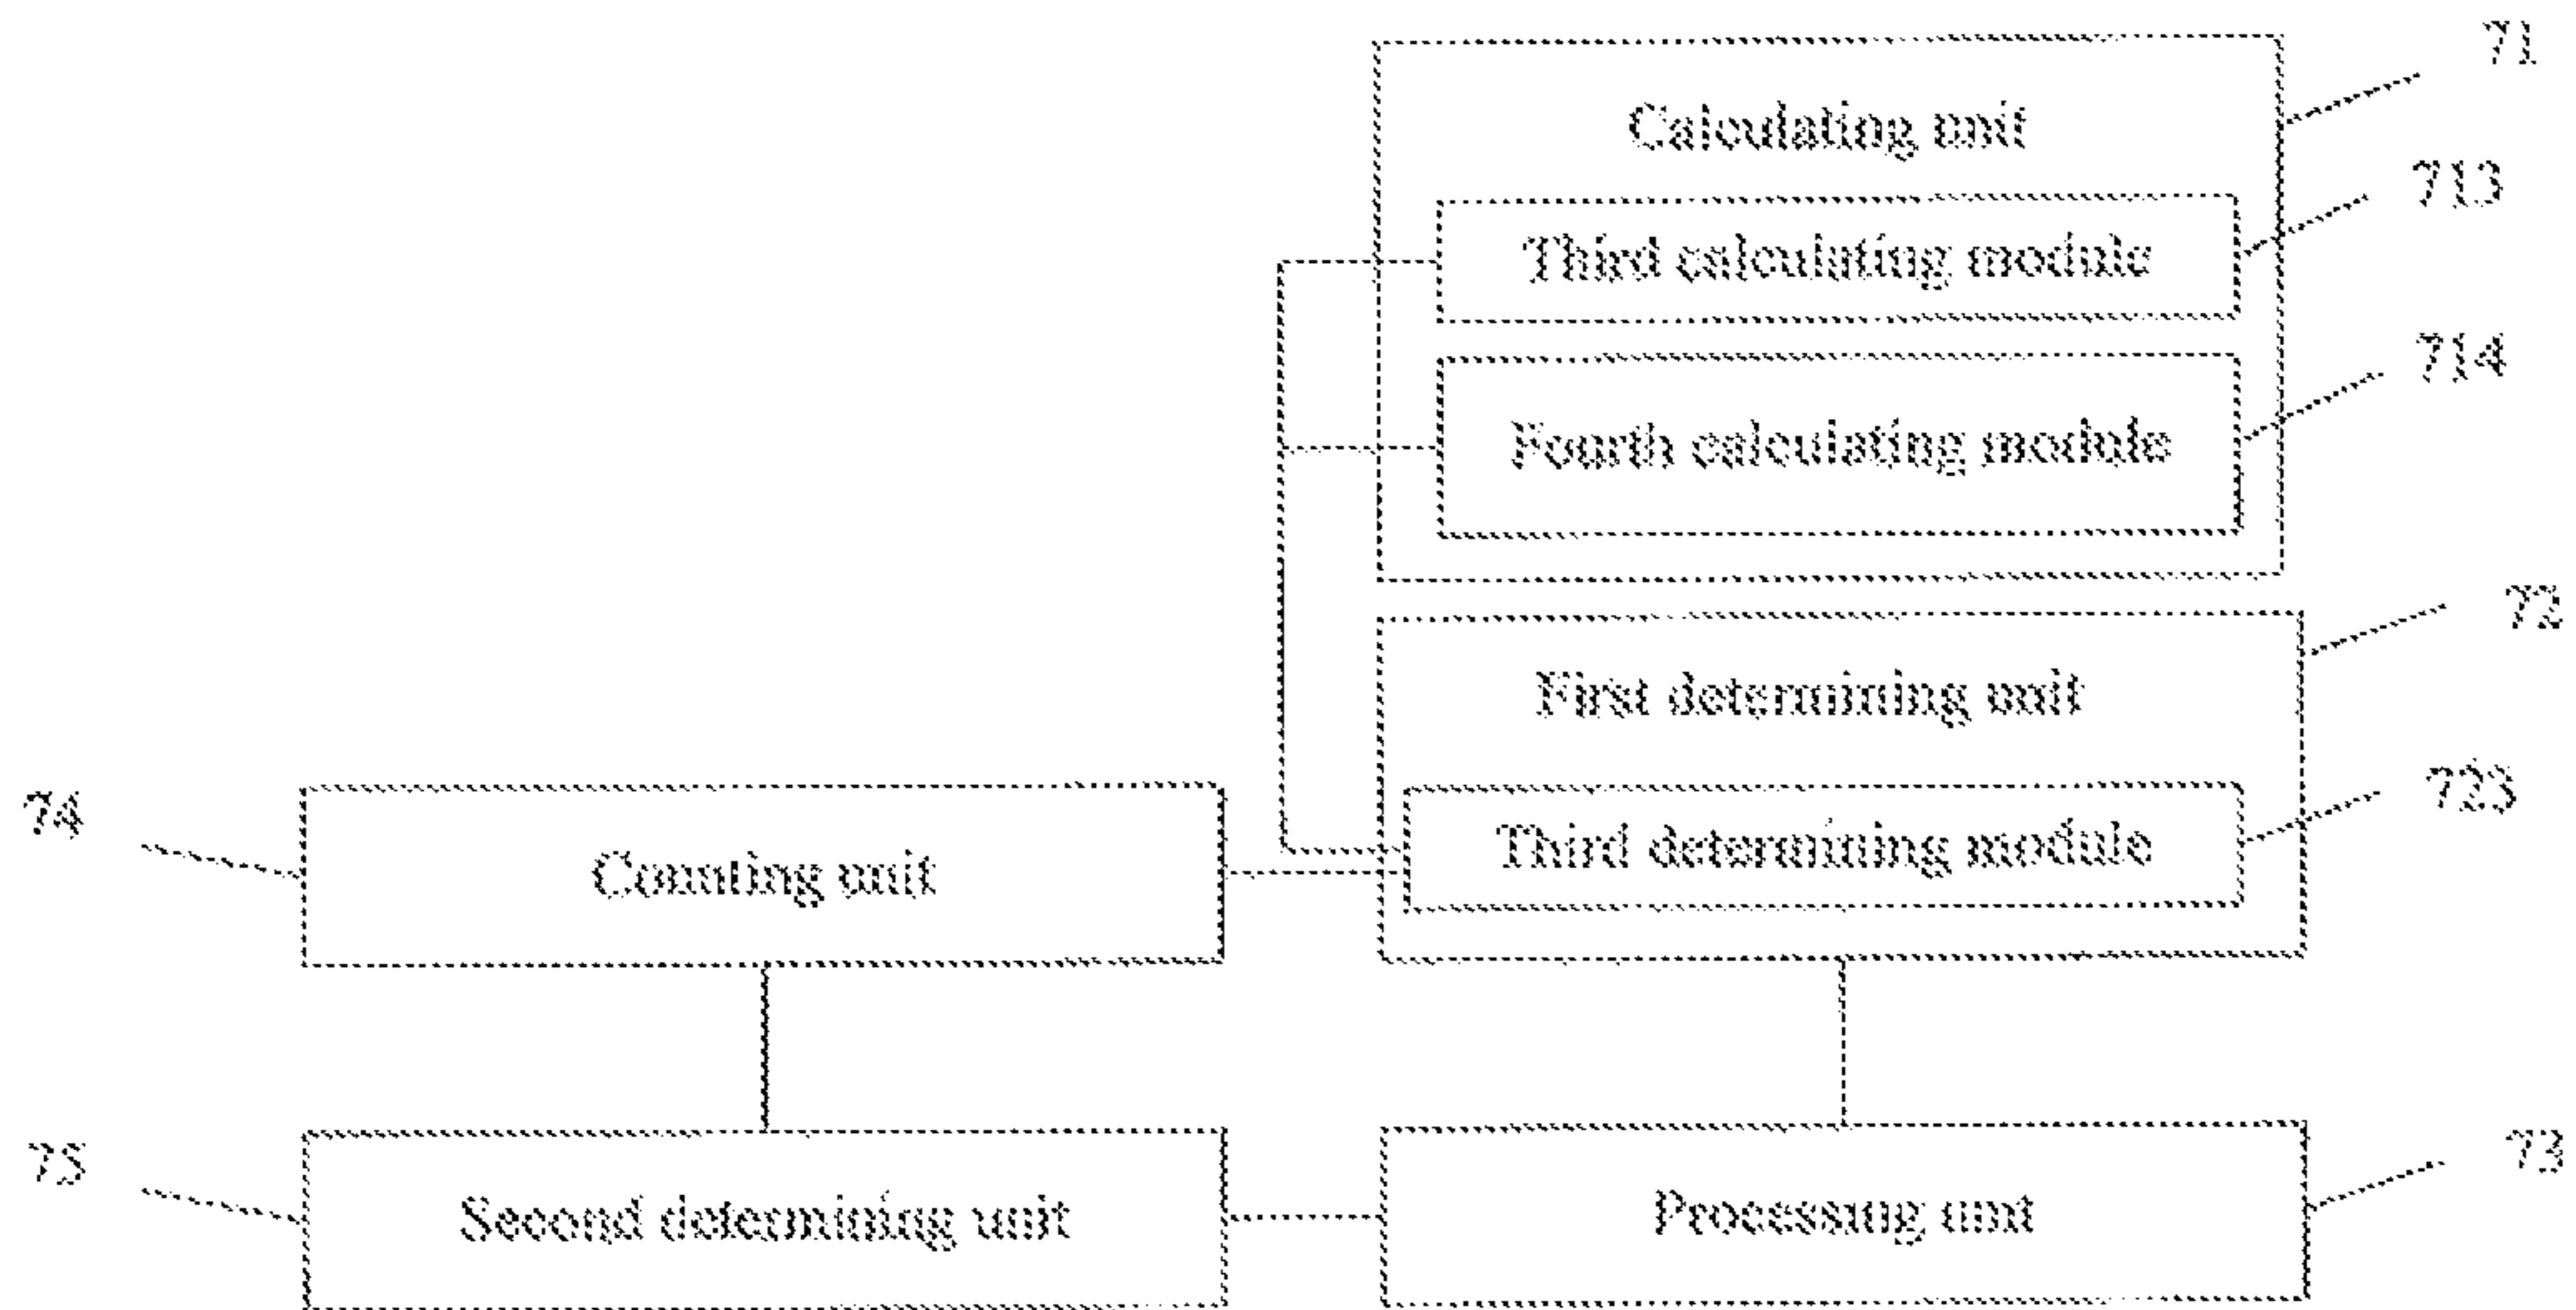 71
Calculating unit
713
Third calculating module
714
Fourth calculating module
72
First determining unit
723
Third determining module
74
Counting unit
75
Second determining unit
73
Processing unit